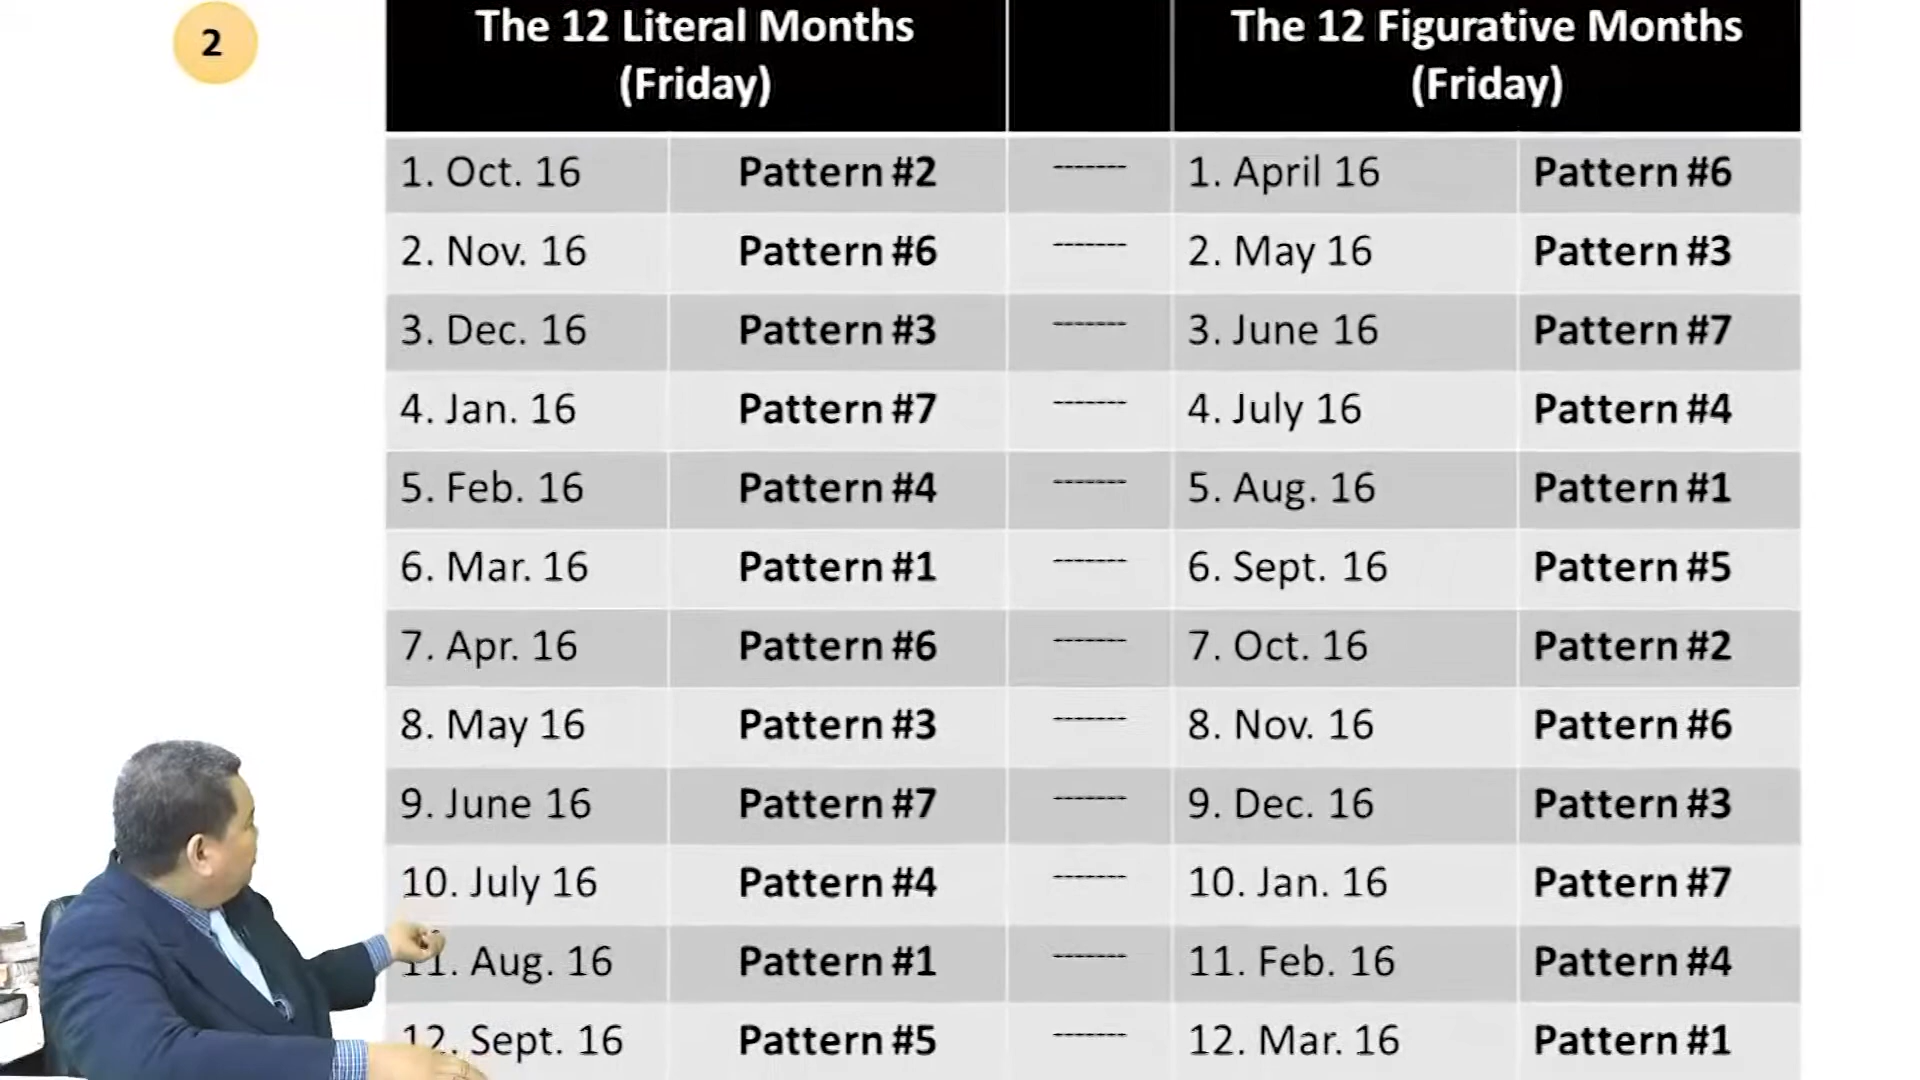 2
The 12 Literal Months
(Friday)
The 12 Figurative Months
(Friday)
1. Oct. 16 Pattern #2 ------- 1. April 16 Pattern #6
2. Nov. 16 Pattern #6 ------- 2. May 16 Pattern #3
3. Dec. 16 Pattern #3 ------- 3. June 16 Pattern #7
4. Jan. 16 Pattern #7 ------- 4. July 16 Pattern #4
5. Feb. 16 Pattern #4 ------- 5. Aug. 16 Pattern #1
6. Mar. 16 Pattern #1 ------- 6. Sept. 16 Pattern #5
7. Apr. 16 Pattern #6 ------- 7. Oct. 16 Pattern #2
8. May 16 Pattern #3 ------- 8. Nov. 16 Pattern #6
9. June 16 Pattern #7 ------- 9. Dec. 16 Pattern #3
10. July 16 Pattern #4 ------- 10. Jan. 16 Pattern #7
11. Aug. 16 Pattern #1 ------- 11. Feb. 16 Pattern #4
12. Sept. 16 Pattern #5 ------- 12. Mar. 16 Pattern #1